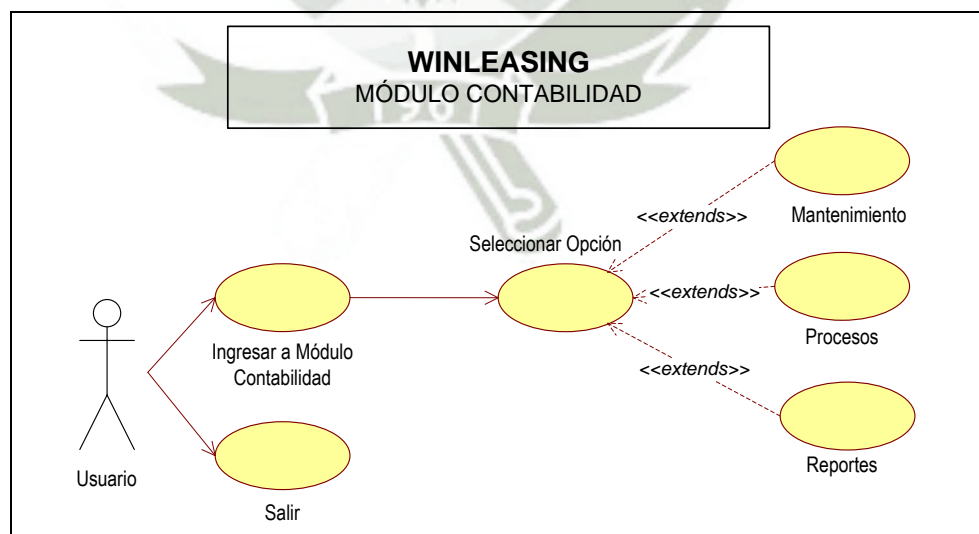 WINLEASING
MÓDULO CONTABILIDAD
<<extends>>
Mantenimiento
Seleccionar Opción
<<extends>>
Procesos
Ingresar a Módulo
Contabilidad
<<extends>>
Reportes
Usuario
Salir